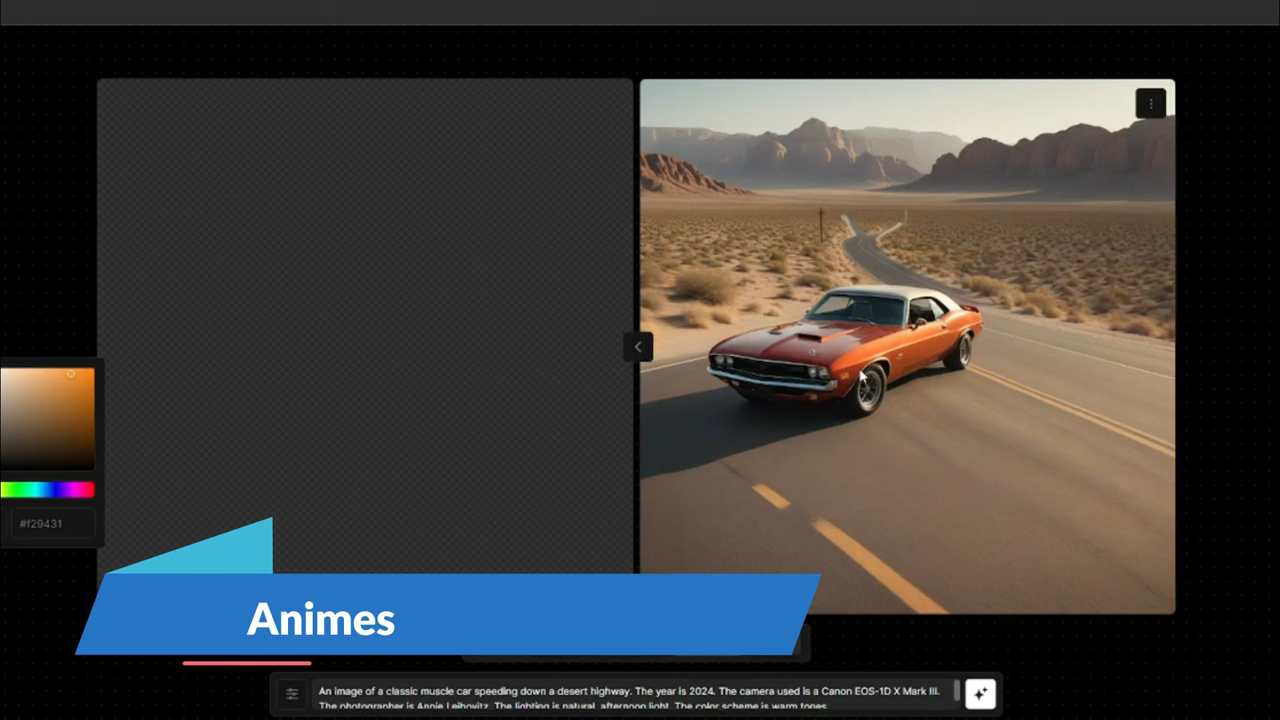 #f29431
Animes
An image of a classic muscle car speeding down a desert highway. The year is 2024. The camera used is a Canon EOS-1D X Mark III.
The photographer is Annie Leibovitz. The lighting is natural, afternoon light. The color scheme is warm tones.